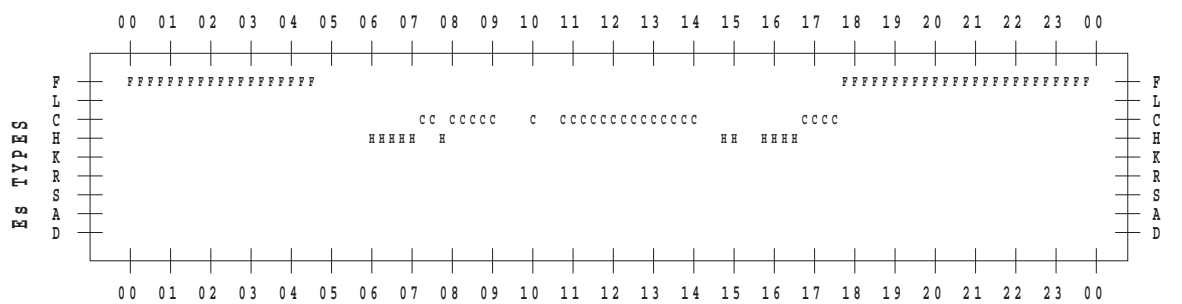 00 01 02 03 04 05 06 07 08 09 10 11 12 13 14 15 16 17 18 19 20 21 22 23 00
F FFFFFFFFFFFFFFFFFFF FFFFFFFFFFFFFFFFFFFFFFFFF F
L L
C CC CCCCC C CCCCCCCCCCCCCC CCCC C
H HHHHH H HH HHHH H
K K
R R
S S
A A
D D
Es TYPES
00 01 02 03 04 05 06 07 08 09 10 11 12 13 14 15 16 17 18 19 20 21 22 23 00